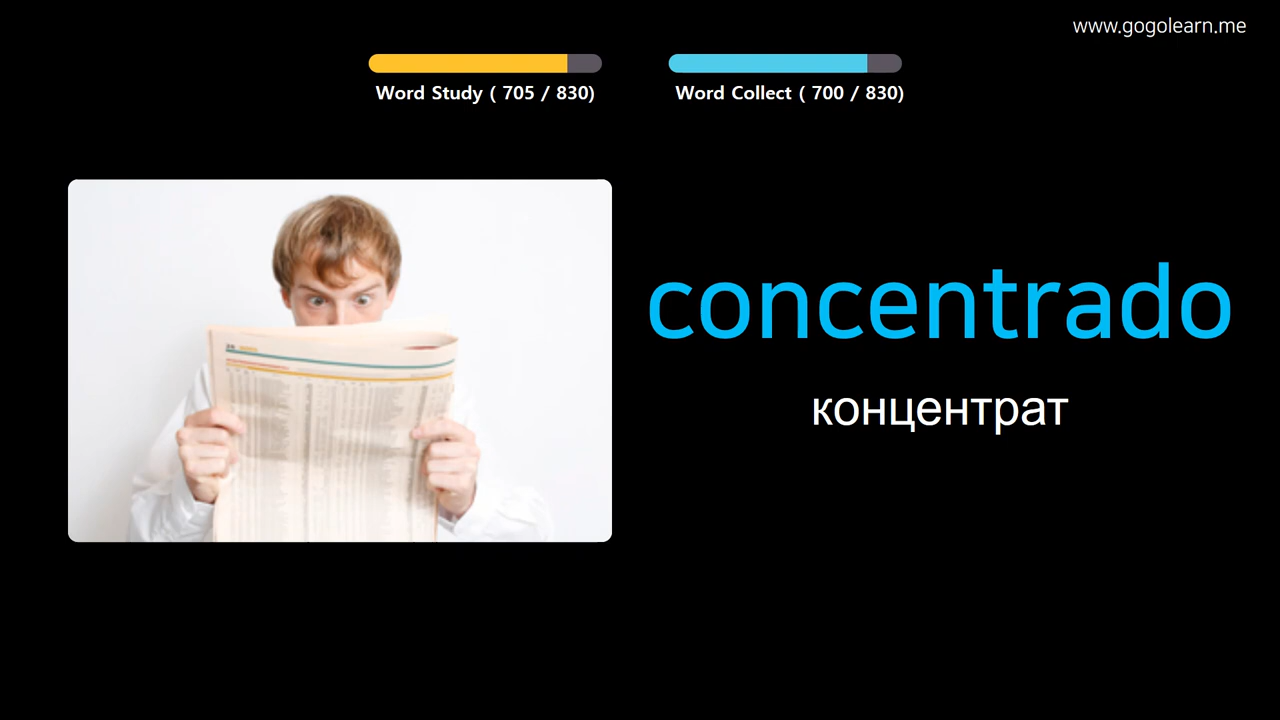 www.gogolearn.me
Word Study ( 705 / 830)
Word Collect ( 700 / 830)
concentrado
концентрат